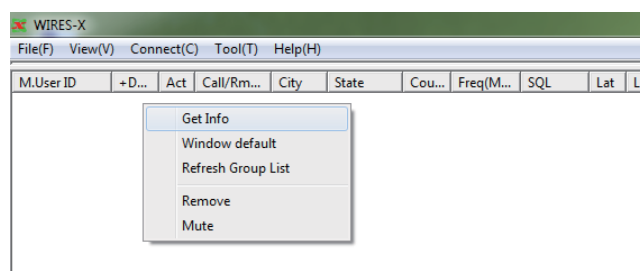 WIRES-X
File(F) View(V) Connect(C) Tool(T) Help(H)
M.User ID +D... Act Call/Rm... City State Cou... Freq(M... SQL Lat L
Get Info
Window default
Refresh Group List
Remove
Mute